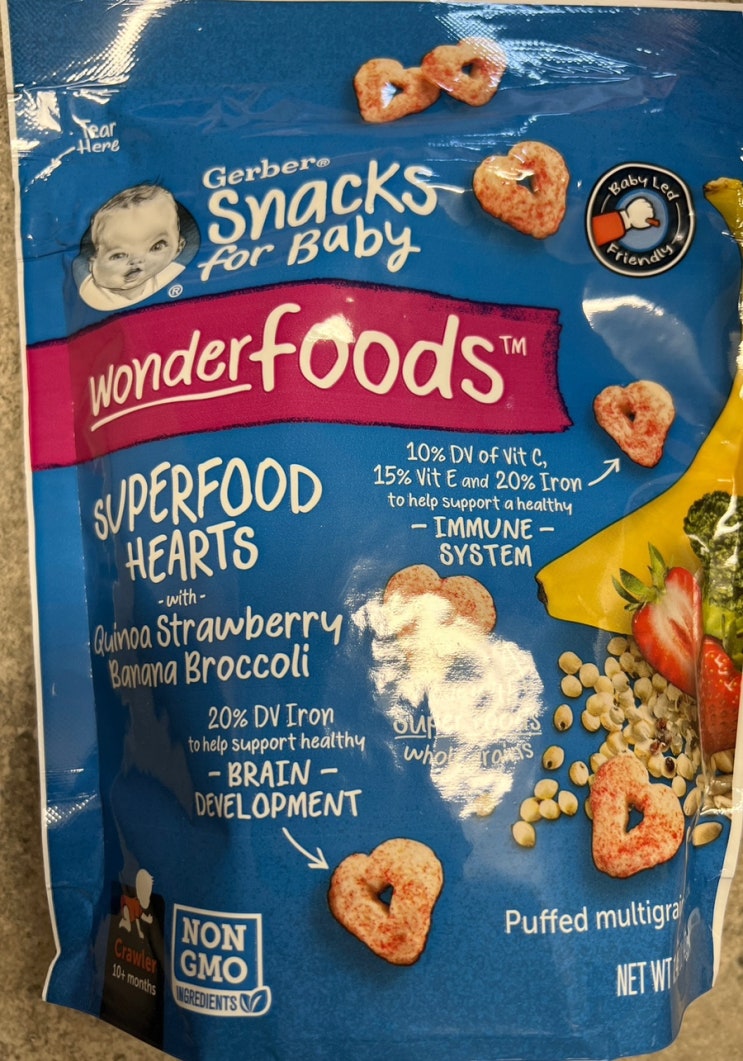 Tear
Here
Gerber®
Snacks
for Baby
®
Baby Led
Friendly
wonderfoods™
10% DV of Vit C,
15% Vit E and 20% Iron
to help support a healthy
- IMMUNE -
SYSTEM
SUPERFOOD
HEARTS
- with -
Quinoa Strawberry
Banana Broccoli
20% DV Iron
to help support healthy
- BRAIN -
DEVELOPMENT
Crawler
10+ months
NON
GMO
INGREDIENTS
Puffed
NET WT